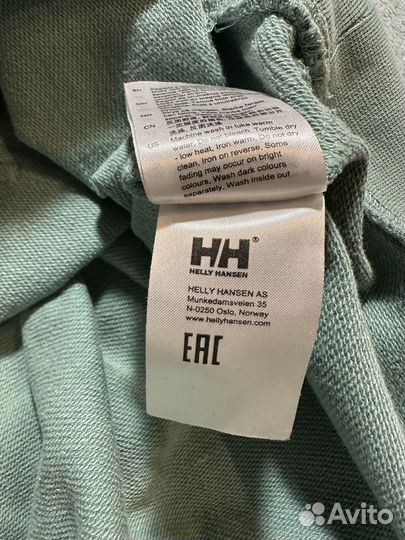 CN
US Machine wash in luke warm
water, Do not bleach, Tumble dry
- low heat, Iron warm, Do not dry
clean, Iron on reverse, Some
fading may occur on bright
colours, Wash dark colours
separately, Wash inside out
HH®
HELLY HANSEN
HELLY HANSEN AS
Munkedamsveien 35
N-0250 Oslo, Norway
www.hellyhansen.com
EAC
Avito